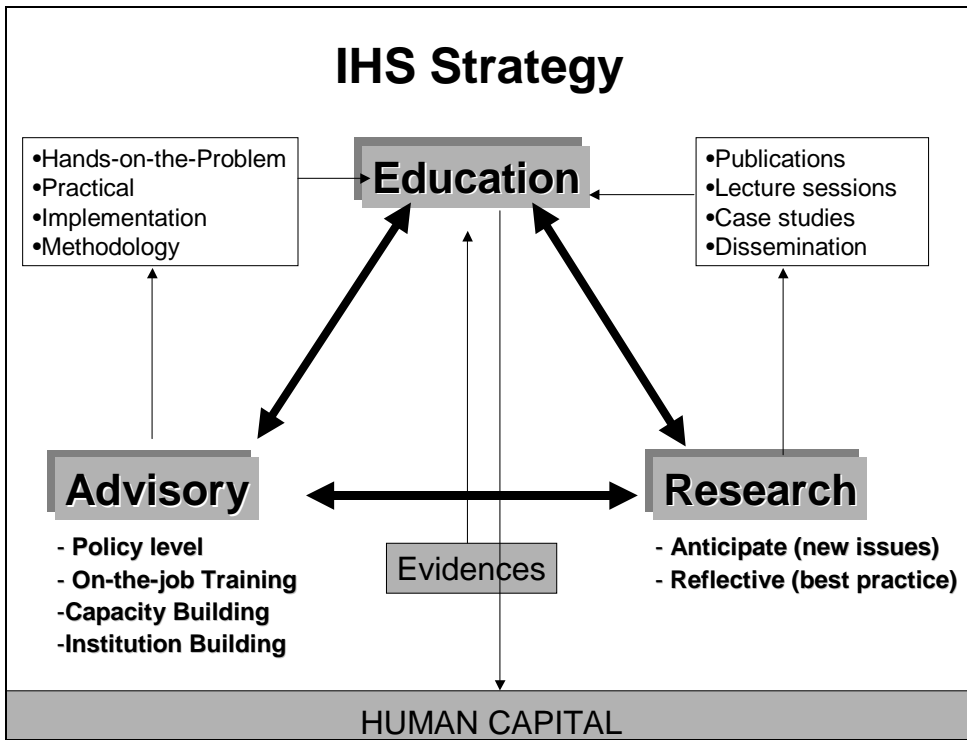 IHS Strategy
•Hands-on-the-Problem
•Practical
•Implementation
•Methodology
Education
•Publications
•Lecture sessions
•Case studies
•Dissemination
Advisory
- Policy level
- On-the-job Training
-Capacity Building
-Institution Building
Evidences
Research
- Anticipate (new issues)
- Reflective (best practice)
HUMAN CAPITAL